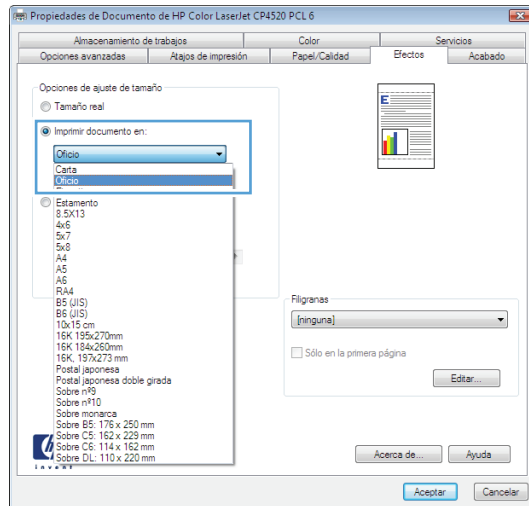 Propiedades de Documento de HP Color LaserJet CP4520 PCL 6
Almacenamiento de trabajos
Color
Servicios
Opciones avanzadas
Atajos de impresión
Papel/Calidad
Efectos
Acabado
Opciones de ajuste de tamaño
Tamaño real
Imprimir documento en:
Oficio
Carta
Oficio
Estamento
8.5X13
4x6
5x7
5x8
A4
A5
A6
RA4
B5 (JIS)
B6 (JIS)
10x15 cm
16K 195x270mm
16K 184x260mm
16K, 197x273 mm
Postal japonesa
Postal japonesa doble girada
Sobre nº9
Sobre nº10
Sobre monarca
Sobre B5: 176 x 250 mm
Sobre C5: 162 x 229 mm
Sobre C6: 114 x 162 mm
Sobre DL: 110 x 220 mm
E
Filigranas
[ninguna]
Sólo en la primera página
Editar...
invent
Acerca de...
Ayuda
Aceptar
Cancelar